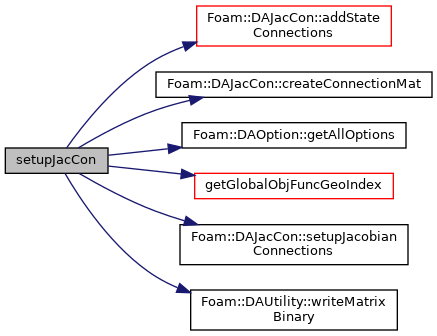 Foam::DAJacCon::addState
Connections
Foam::DAJacCon::createConnectionMat
Foam::DAOption::getAllOptions
setupJacCon
getGlobalObjFuncGeoIndex
Foam::DAJacCon::setupJacobian
Connections
Foam::DAUtility::writeMatrix
Binary